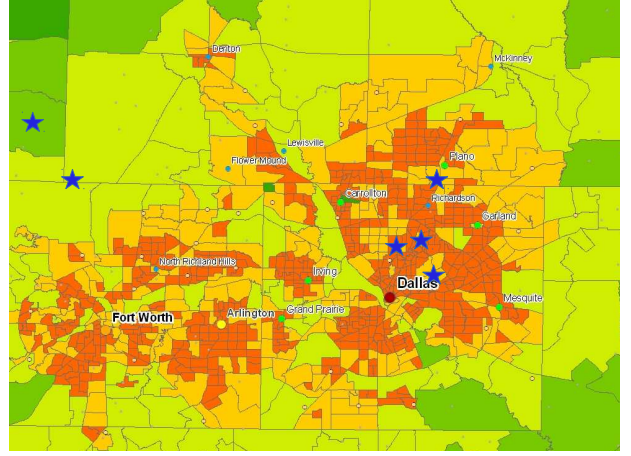 Denton
McKinney
Lewisville
Flower Mound
Plano
Carrollton
Richardson
Garland
North Richland Hills
Irving
Dallas
Mesquite
Fort Worth
Arlington
Grand Prairie